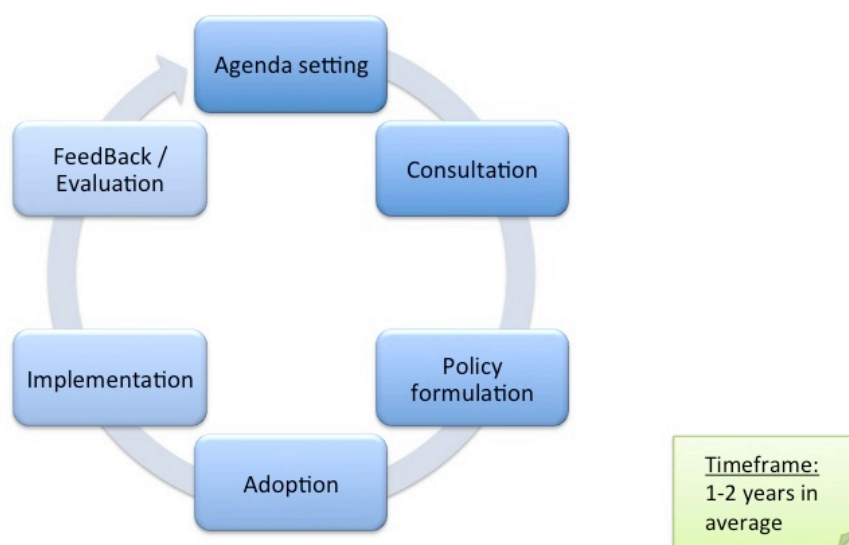 Agenda setting
Consultation
Policy
formulation
Adoption
Implementation
FeedBack /
Evaluation
Timeframe:
1-2 years in
average